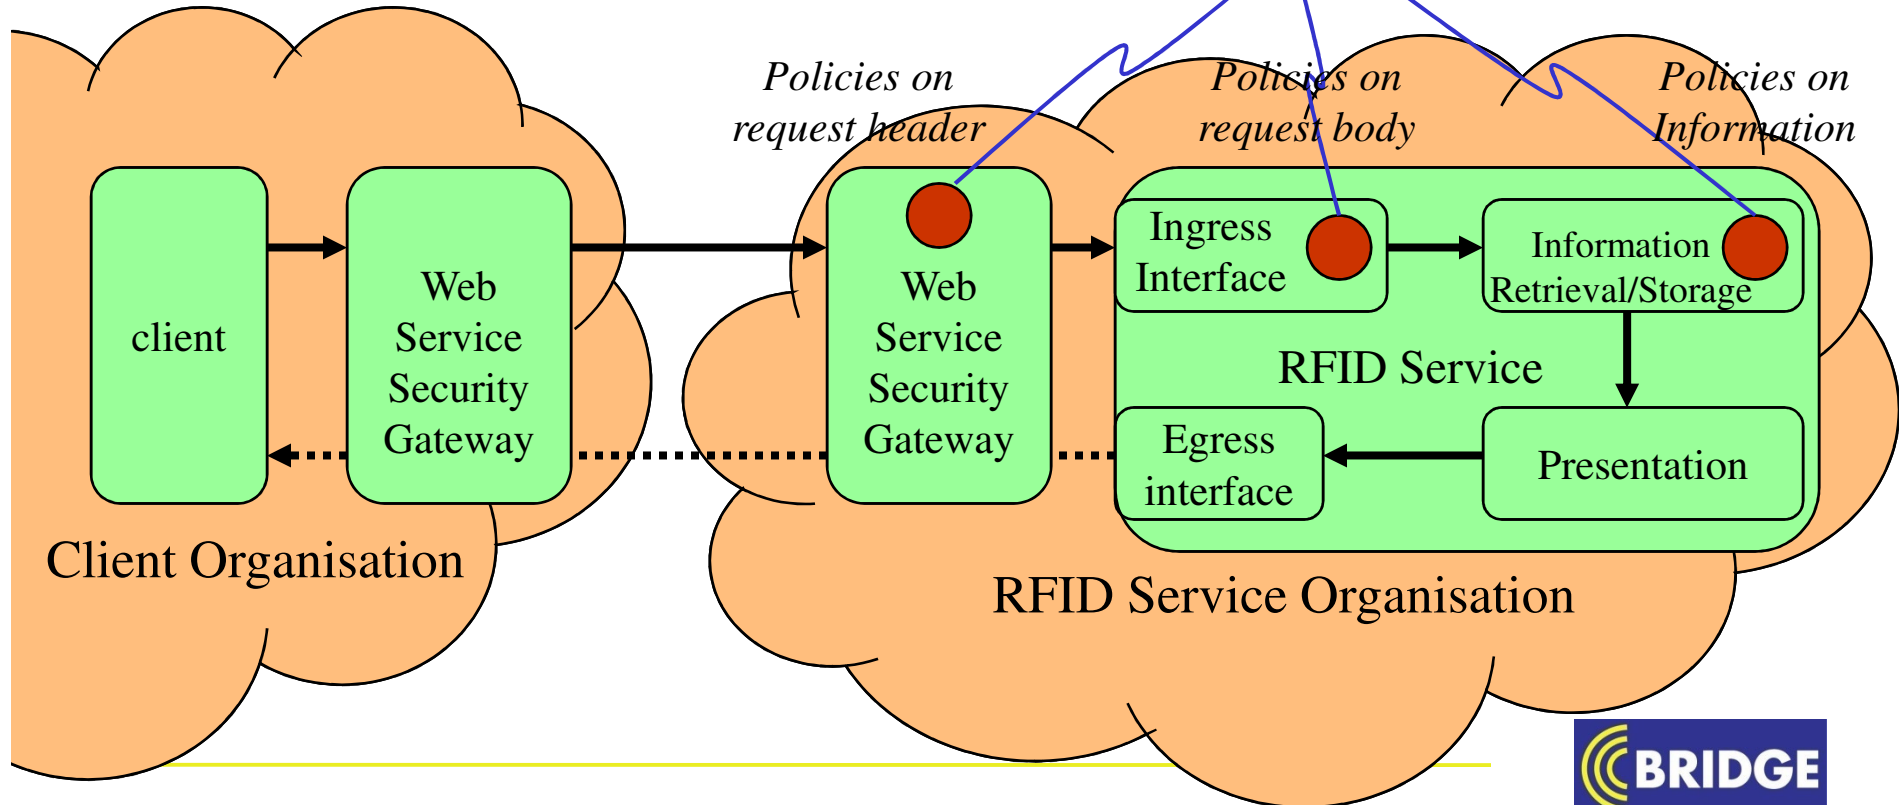 Policies on
request header
Policies on
request body
Policies on
Information
client
Web
Service
Security
Gateway
Web
Service
Security
Gateway
Ingress
Interface
Information
Retrieval/Storage
RFID Service
Egress
interface
Presentation
Client Organisation
RFID Service Organisation
BRIDGE